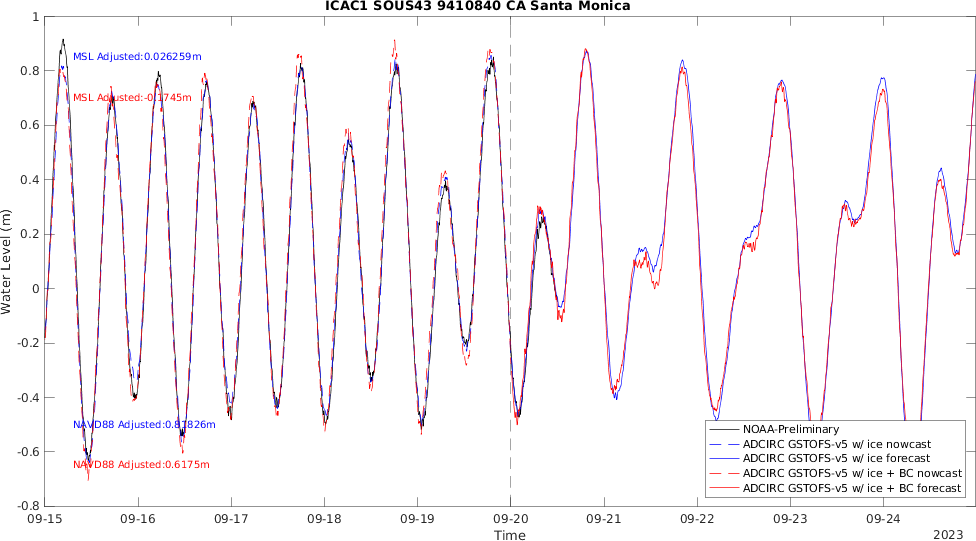 ICAC1 SOUS43 9410840 CA Santa Monica
Water Level (m)
1
0.8
0.6
0.4
0.2
0
-0.2
-0.4
-0.6
-0.8
MSL Adjusted:0.026259m
MSL Adjusted:-0.1745m
NAVD88 Adjusted:0.81826m
NAVD88 Adjusted:0.6175m
NOAA-Preliminary
ADCIRC GSTOFS-v5 w/ ice nowcast
ADCIRC GSTOFS-v5 w/ ice forecast
ADCIRC GSTOFS-v5 w/ ice + BC nowcast
ADCIRC GSTOFS-v5 w/ ice + BC forecast
09-15 09-16 09-17 09-18 09-19 09-20 09-21 09-22 09-23 09-24
Time
2023